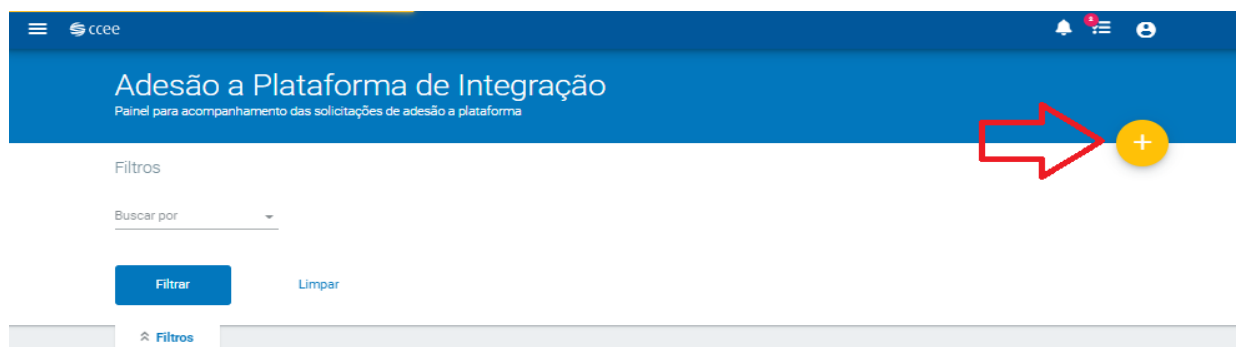 ccee
Adesão a Plataforma de Integração
Painel para acompanhamento das solicitações de adesão a plataforma
+
Filtros
Buscar por
Filtrar Limpar
Filtros